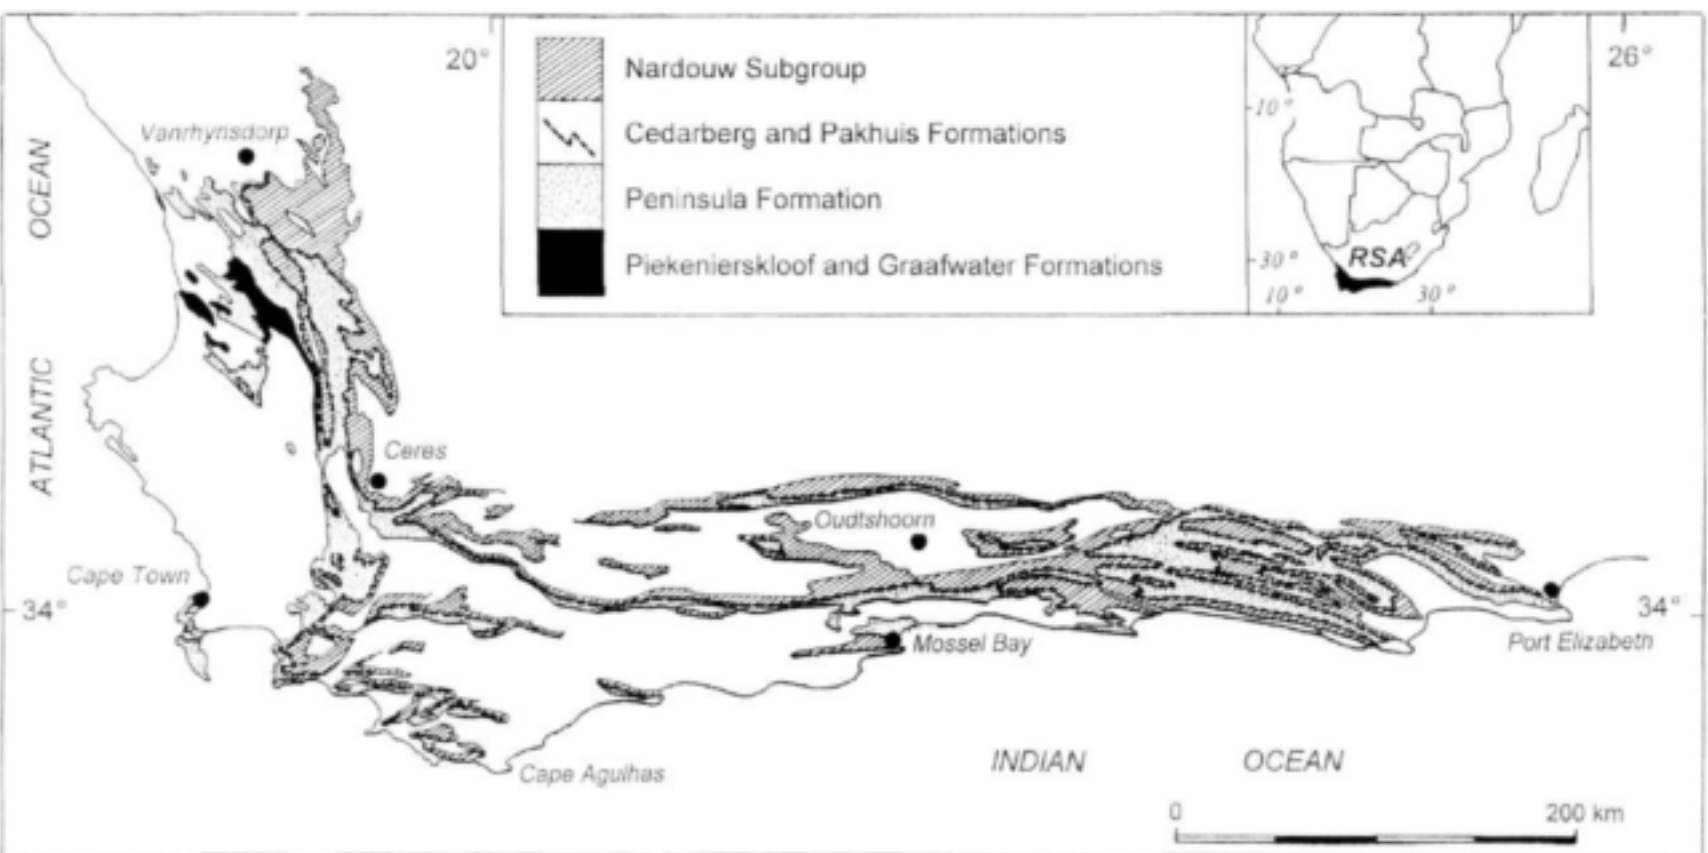 20°
26°
Nardouw Subgroup
Cedarberg and Pakhuis Formations
Peninsula Formation
Piekenierskloof and Graafwater Formations
10°
30°
RSA
10°
30°
Vanrhynsdorp
ATLANTIC OCEAN
Ceres
Oudtshoorn
Cape Town
34°
34°
Mossel Bay
Port Elizabeth
Cape Agulhas
INDIAN OCEAN
0 200 km